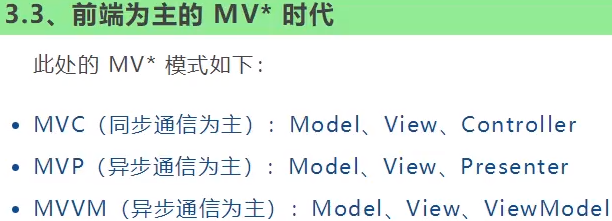 3.3、前端为主的 MV* 时代
此处的 MV* 模式如下：
• MVC（同步通信为主）：Model、View、Controller
• MVP（异步通信为主）：Model、View、Presenter
• MVVM（异步通信为主）：Model、View、ViewModel